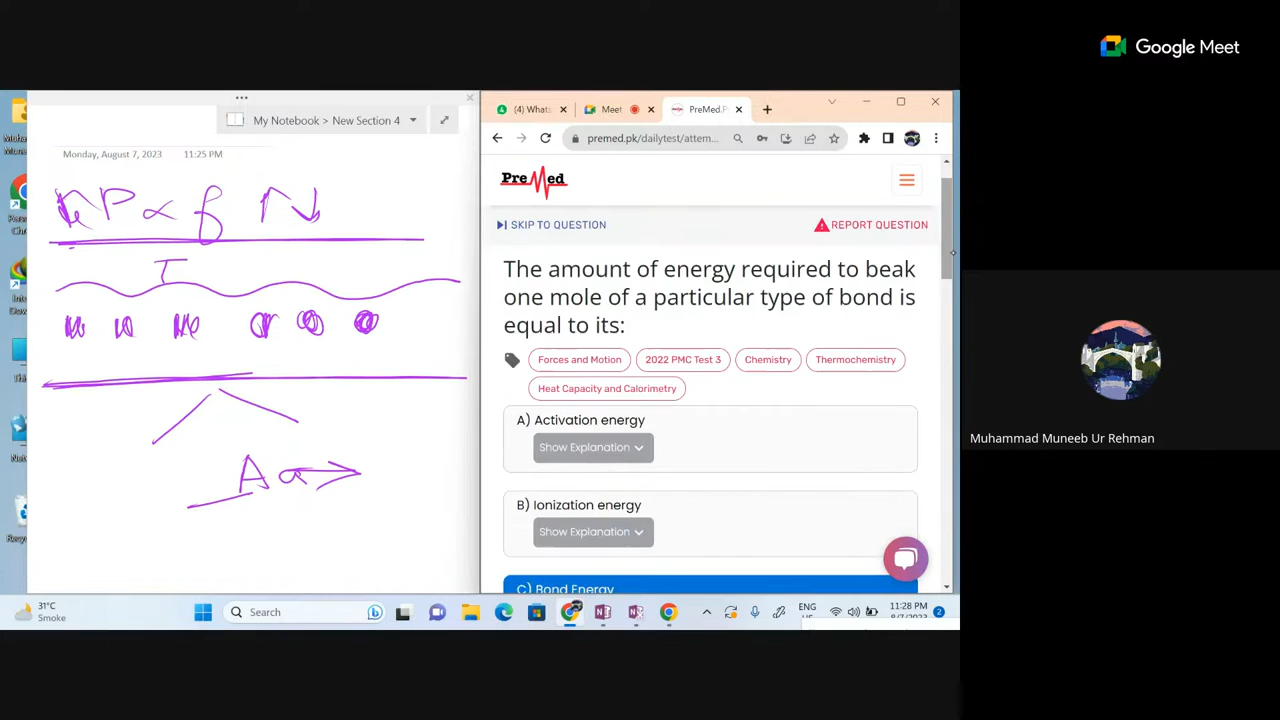 Google Meet
My Notebook > New Section 4
Monday, August 7, 2023 11:25 PM
P ∝ f N
I
A
(4) Whats
Meet
PreMed.P
premed.pk/dailytest/attem...
PreMed
SKIP TO QUESTION
REPORT QUESTION
The amount of energy required to beak
one mole of a particular type of bond is
equal to its:
Forces and Motion
2022 PMC Test 3
Chemistry
Thermochemistry
Heat Capacity and Calorimetry
A) Activation energy
Show Explanation
B) Ionization energy
Show Explanation
C) Bond Energy
Muhammad Muneeb Ur Rehman
Recy
31°C
Smoke
Search
ENG
11:28 PM
2